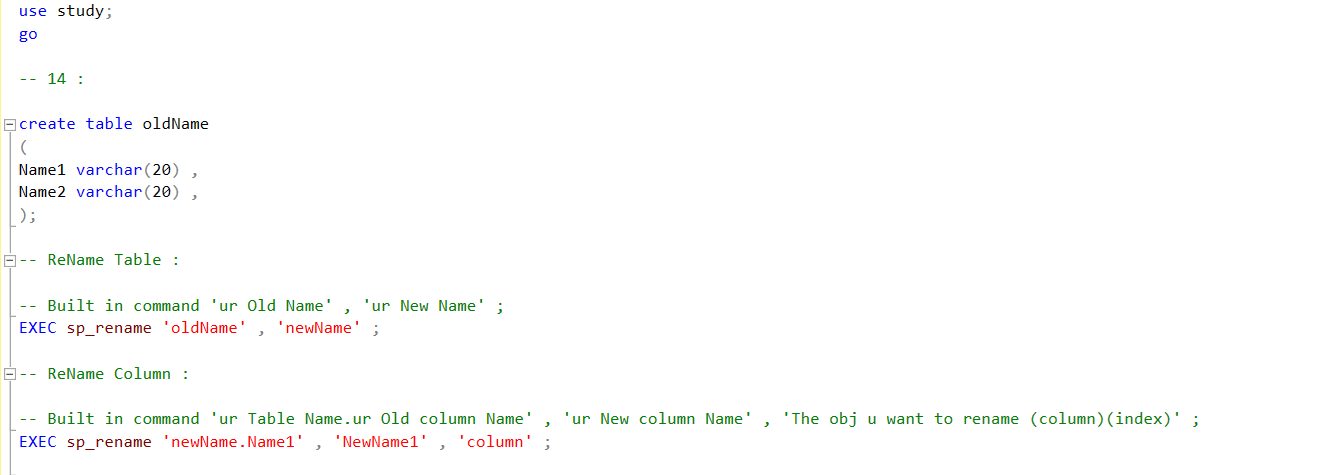 use study;
go
-- 14 :
create table oldName
(
Name1 varchar(20) ,
Name2 varchar(20) ,
);
-- ReName Table :
-- Built in command 'ur Old Name' , 'ur New Name' ;
EXEC sp_rename 'oldName' , 'newName' ;
-- ReName Column :
-- Built in command 'ur Table Name.ur Old column Name' , 'ur New column Name' , 'The obj u want to rename (column)(index)' ;
EXEC sp_rename 'newName.Name1' , 'NewName1' , 'column' ;